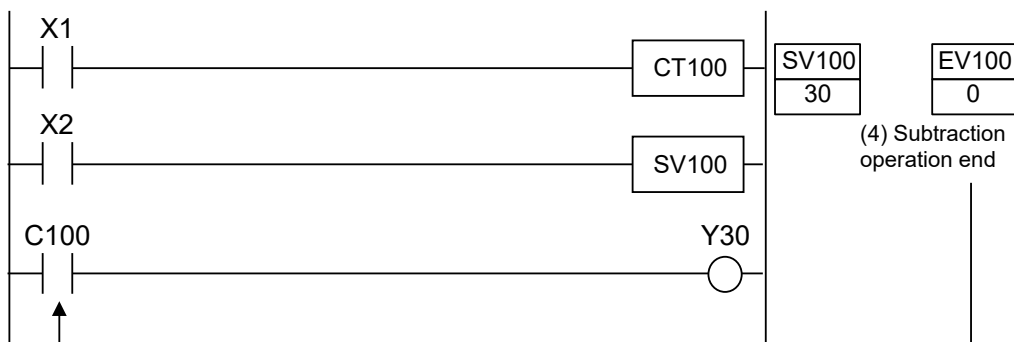 X1
CT100
SV100 EV100
30 0
X2
SV100
(4) Subtraction
operation end
C100
Y30